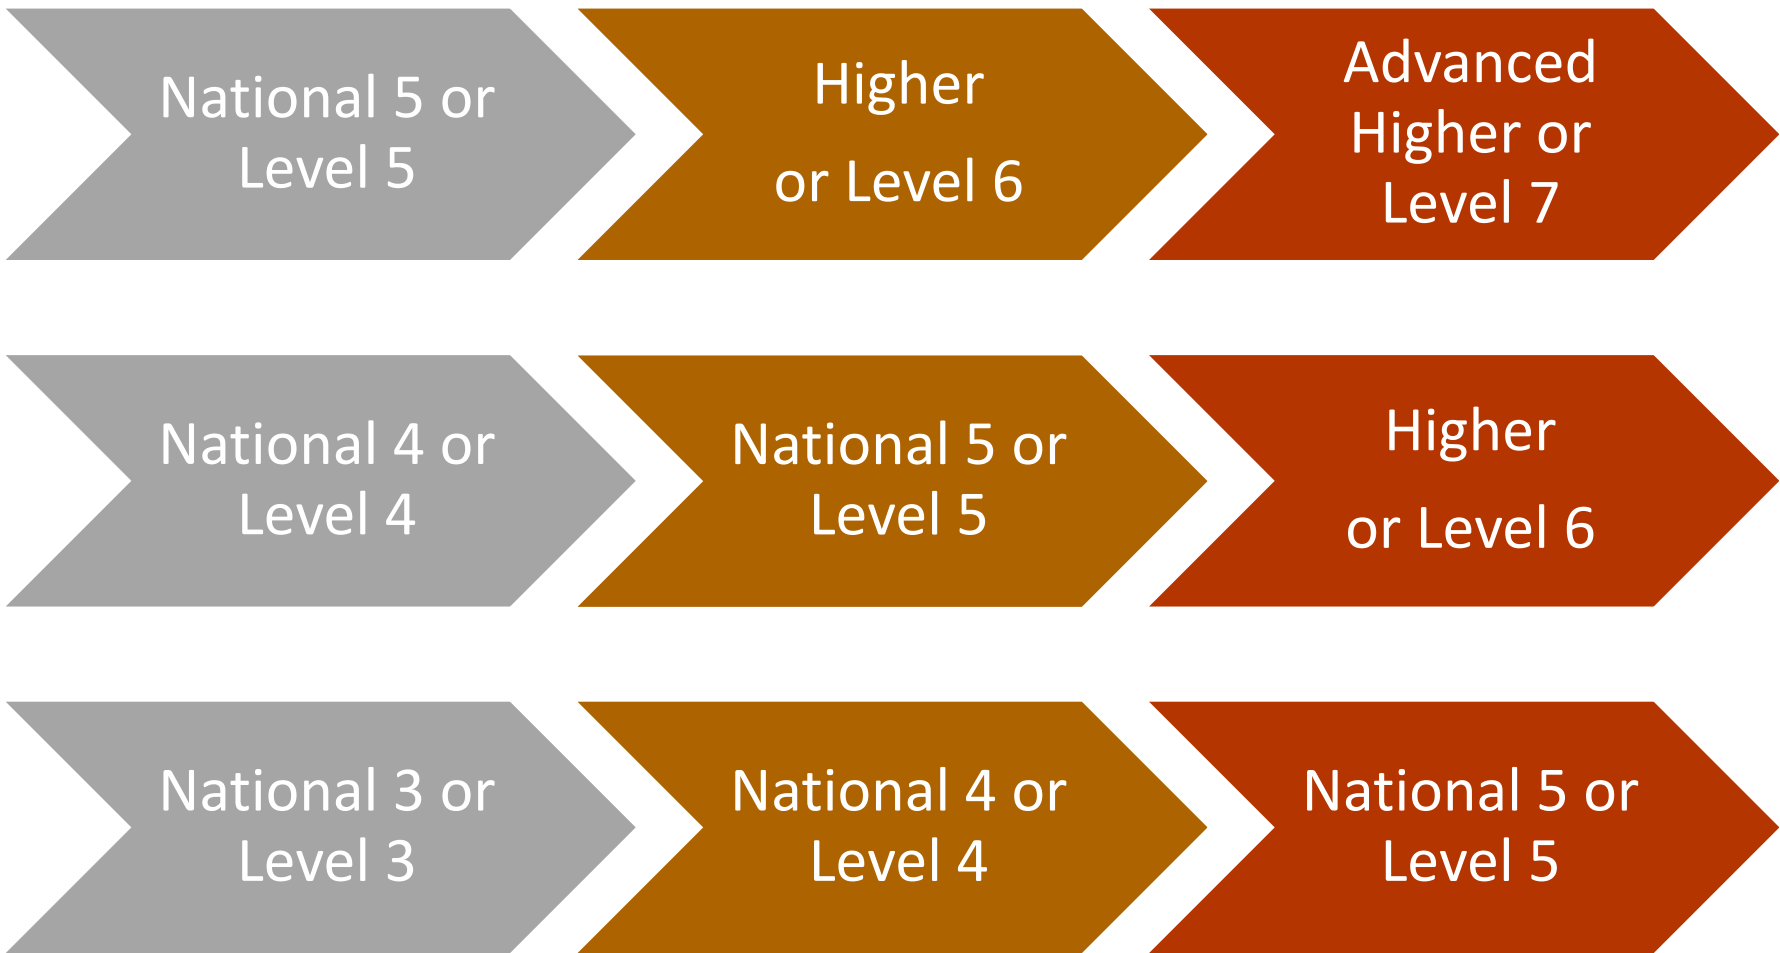 National 5 or
Level 5
Higher
or Level 6
Advanced
Higher or
Level 7
National 4 or
Level 4
National 5 or
Level 5
Higher
or Level 6
National 3 or
Level 3
National 4 or
Level 4
National 5 or
Level 5